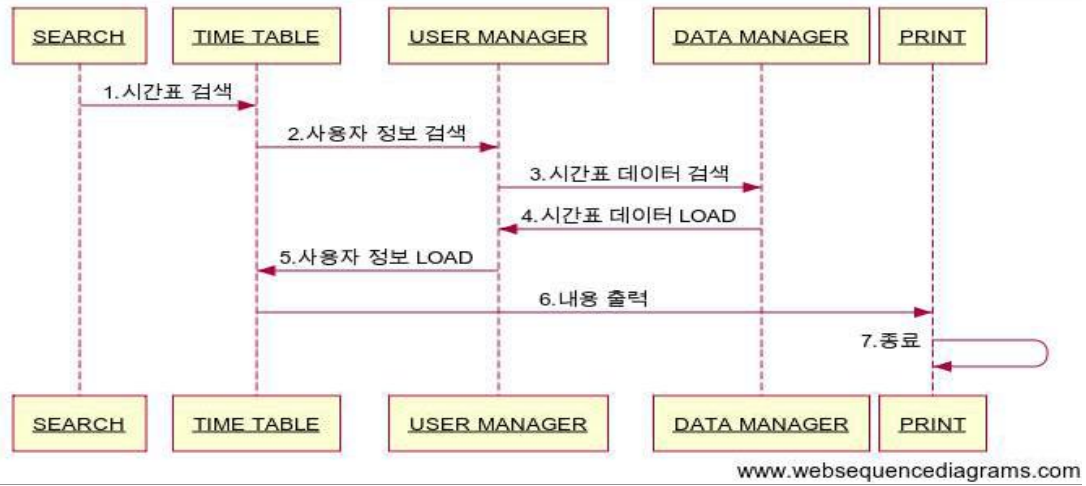 SEARCH TIME TABLE USER MANAGER DATA MANAGER PRINT
1.시간표 검색
2.사용자 정보 검색
3.시간표 데이터 검색
4.시간표 데이터 LOAD
5.사용자 정보 LOAD
6.내용 출력
7.종료
SEARCH TIME TABLE USER MANAGER DATA MANAGER PRINT
www.websequencediagrams.com